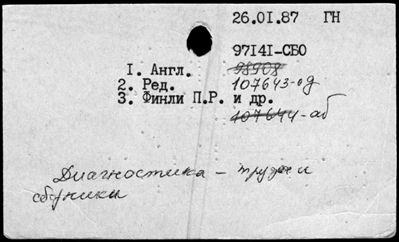 26.01.87 ГН
97141-СБО
1. Англ. 98908
2. Ред. 107643-од
3. Финли П.Р. и др.
107644-аб
Диагностика - труды и
сборники